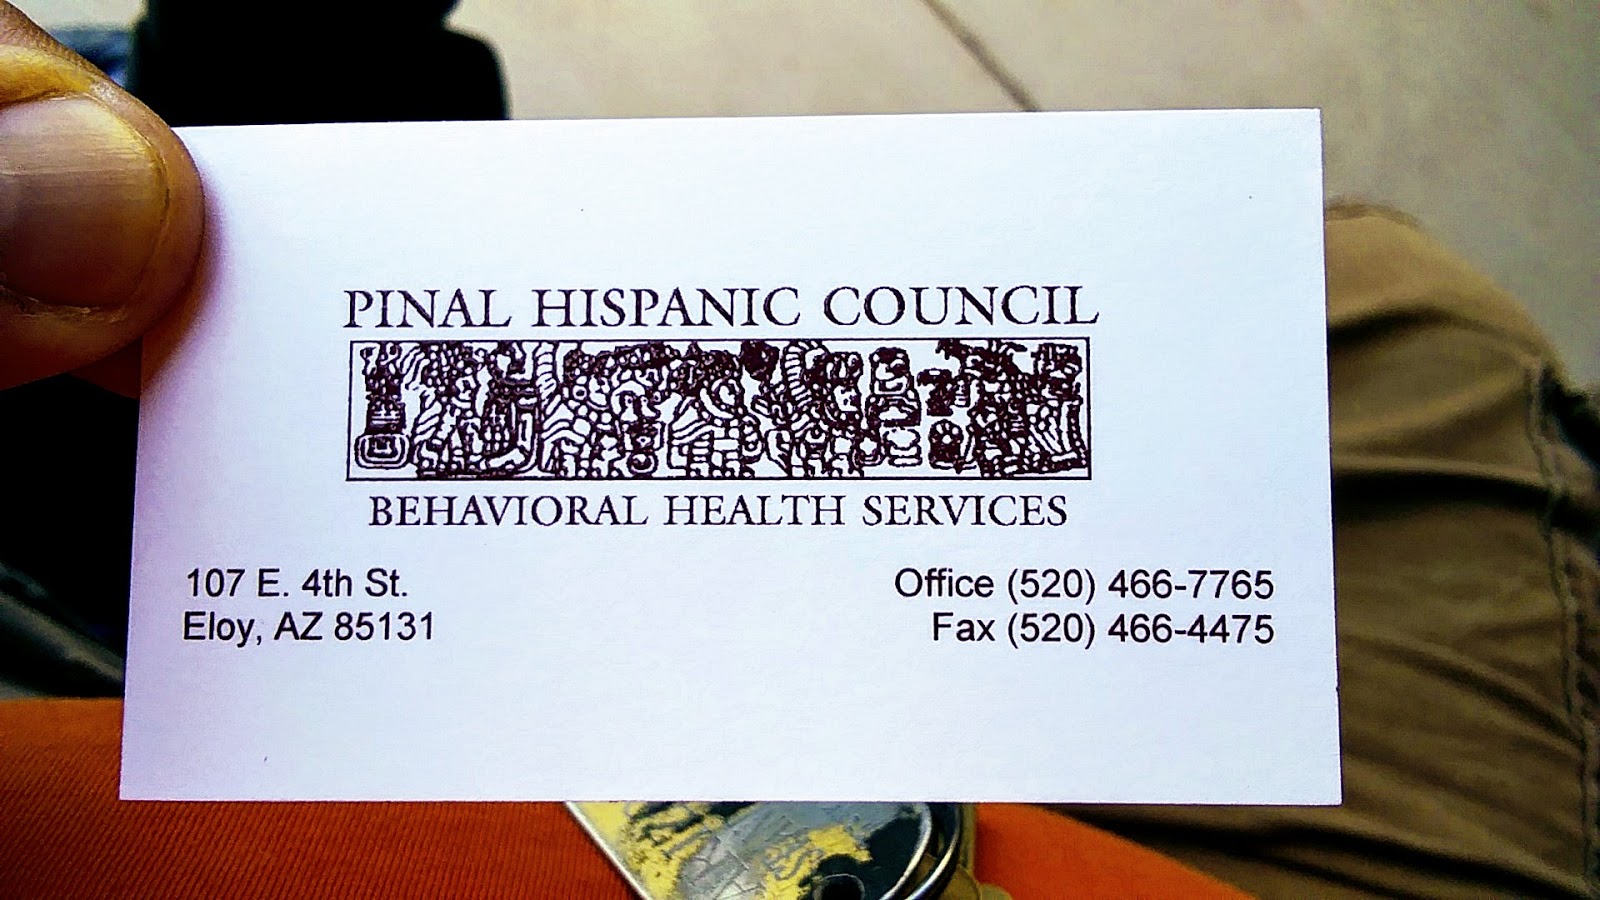 PINAL HISPANIC COUNCIL
BEHAVIORAL HEALTH SERVICES
107 E. 4th St.
Eloy, AZ 85131
Office (520) 466-7765
Fax (520) 466-4475